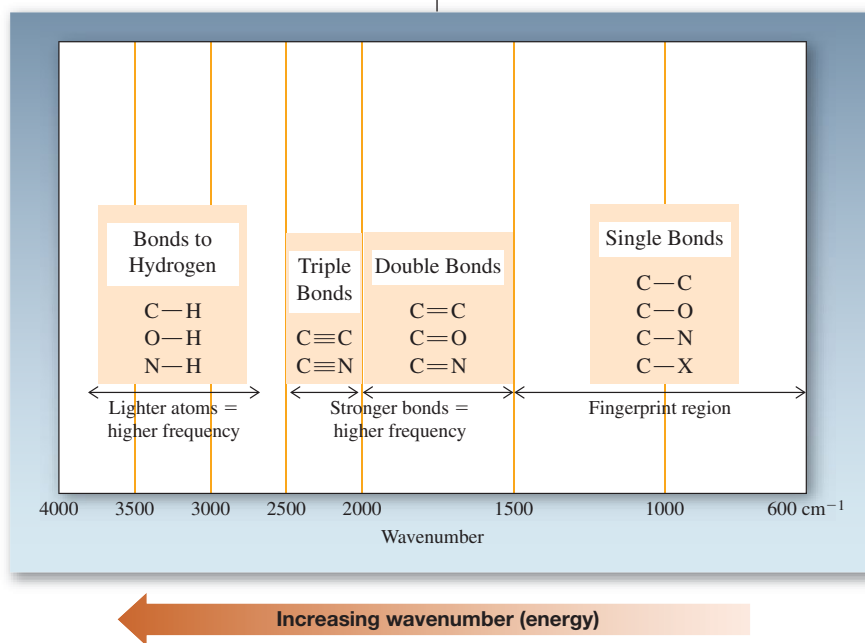 Bonds to
Hydrogen
C—H
O—H
N—H
Triple
Bonds
C≡C
C≡N
Double Bonds
C=C
C=O
C=N
Single Bonds
C—C
C—O
C—N
C—X
Lighter atoms =
higher frequency
Stronger bonds =
higher frequency
Fingerprint region
4000 3500 3000 2500 2000 1500 1000 600 cm⁻¹
Wavenumber
Increasing wavenumber (energy)